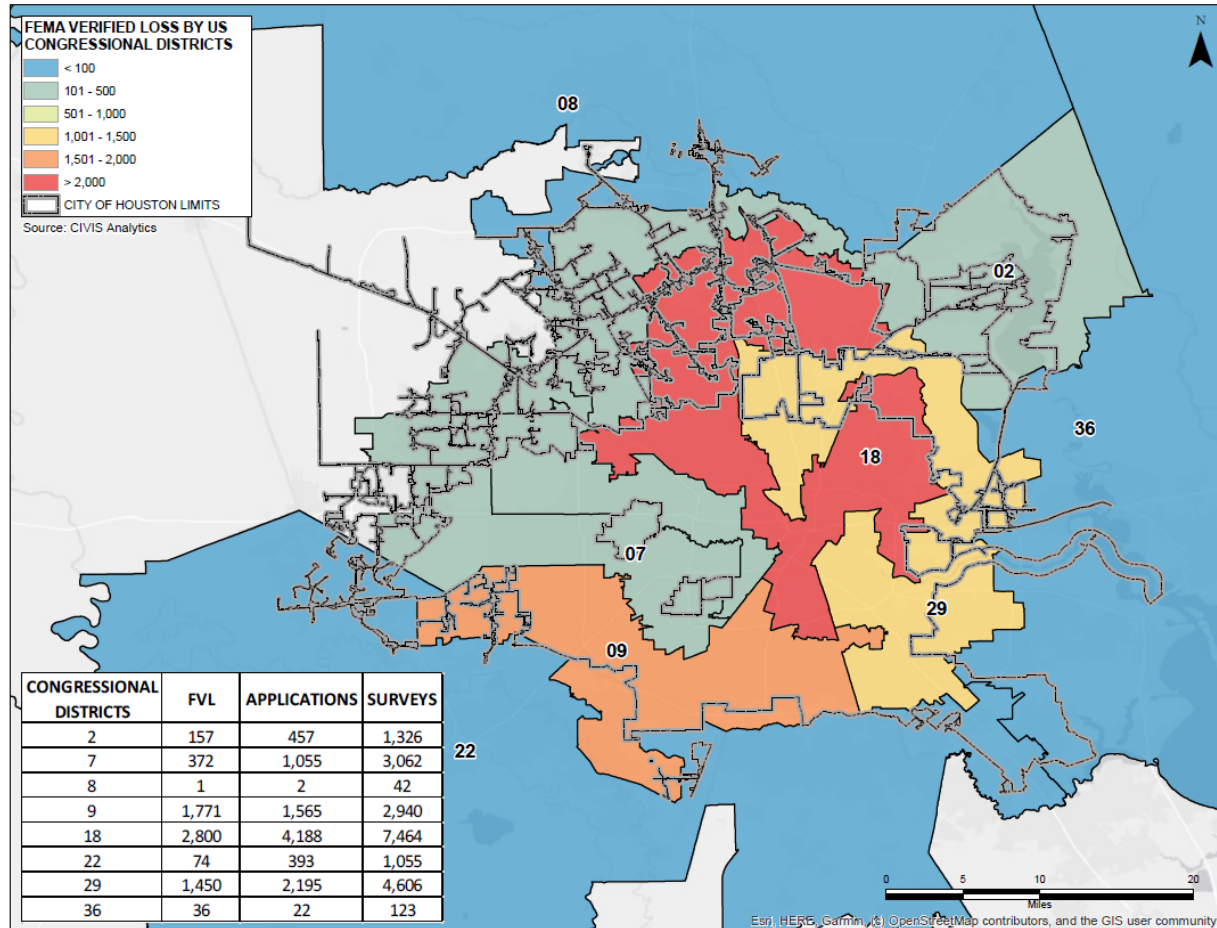 FEMA VERIFIED LOSS BY US
CONGRESSIONAL DISTRICTS
< 100
101 - 500
501 - 1,000
1,001 - 1,500
1,501 - 2,000
> 2,000
CITY OF HOUSTON LIMITS
Source: CIVIS Analytics
N
08
02
36
18
07
29
09
22
CONGRESSIONAL DISTRICTS FVL APPLICATIONS SURVEYS
2 157 457 1,326
7 372 1,055 3,062
8 1 2 42
9 1,771 1,565 2,940
18 2,800 4,188 7,464
22 74 393 1,055
29 1,450 2,195 4,606
36 36 22 123
0 5 10 20
Miles
Esri, HERE, Garmin, (c) OpenStreetMap contributors, and the GIS user community